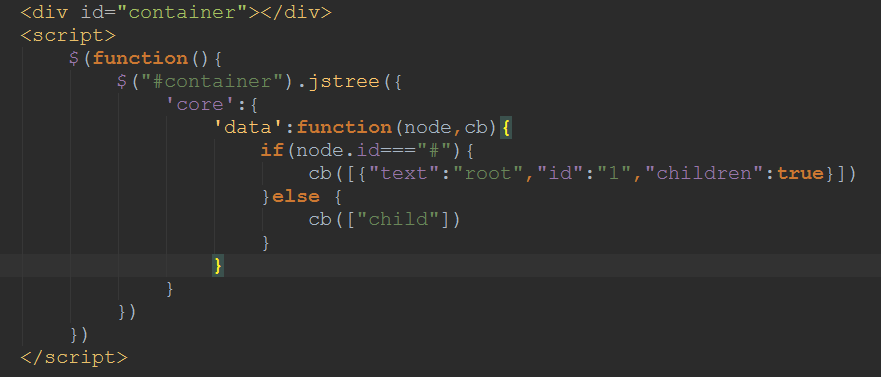 <div id="container"></div>
<script>
    $(function(){
        $("#container").jstree({
            'core':{
                'data':function(node,cb){
                    if(node.id==="#"){
                        cb([{"text":"root","id":"1","children":true}])
                    }else {
                        cb(["child"])
                    }
                }
            }
        })
    })
</script>